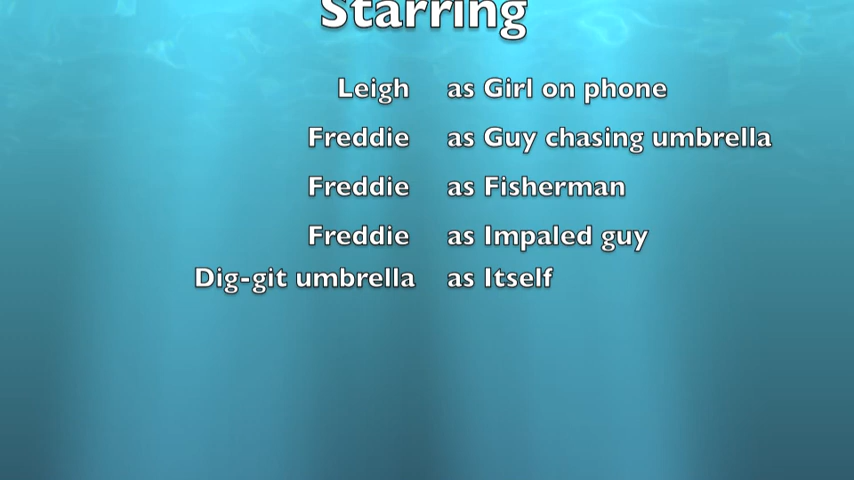 Starring
Leigh as Girl on phone
Freddie as Guy chasing umbrella
Freddie as Fisherman
Freddie as Impaled guy
Dig-git umbrella as Itself